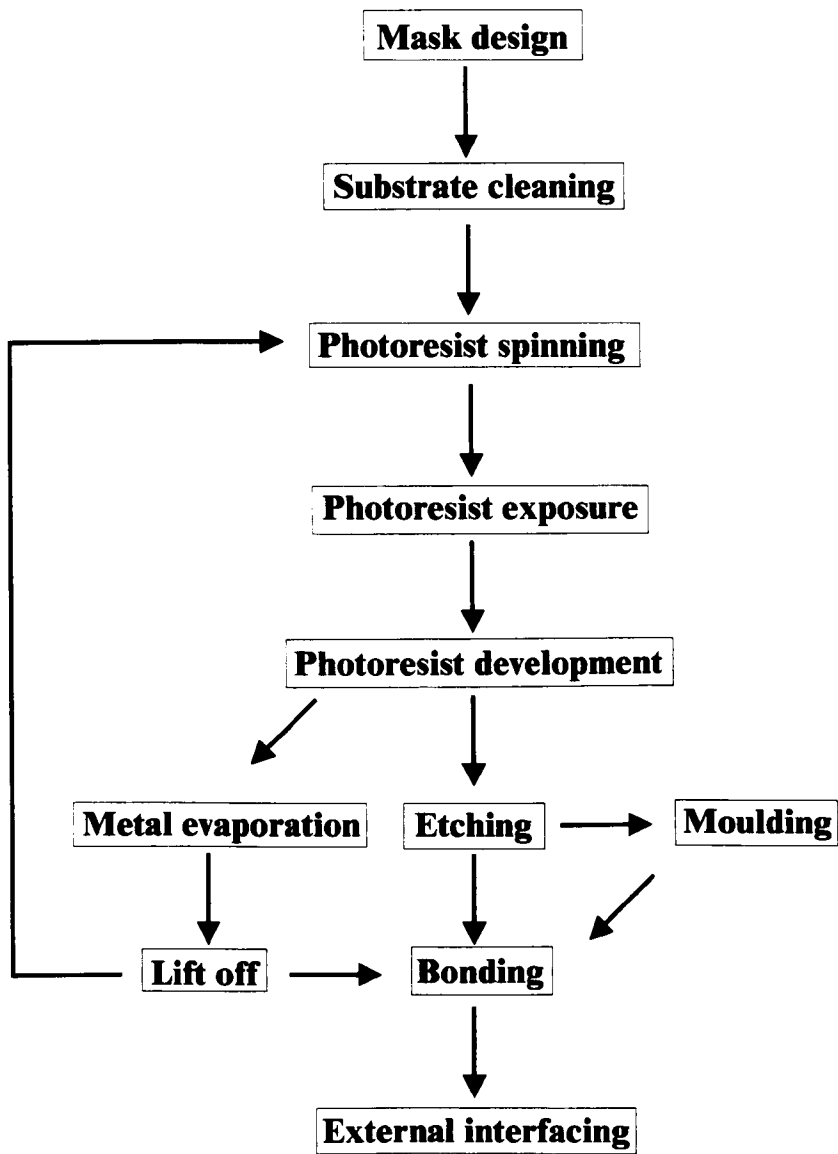 Mask design
Substrate cleaning
Photoresist spinning
Photoresist exposure
Photoresist development
Metal evaporation
Etching
Moulding
Lift off
Bonding
External interfacing